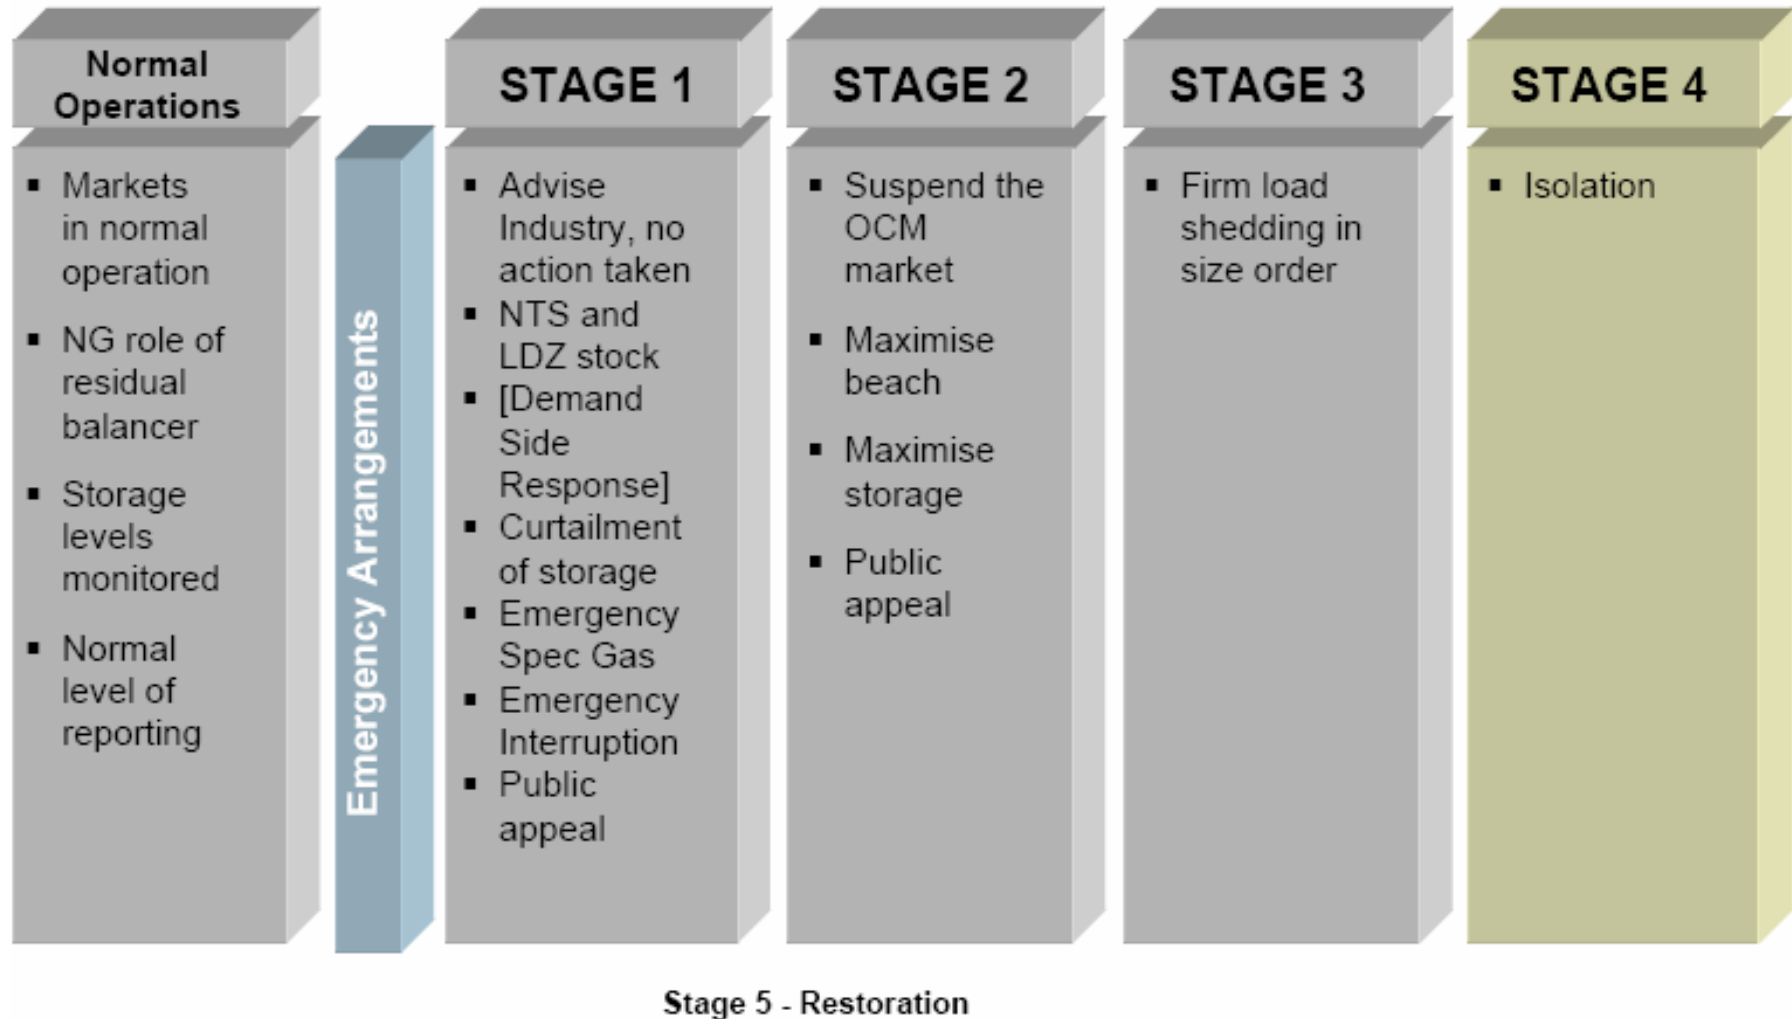 Normal
Operations
▪ Markets
in normal
operation
▪ NG role of
residual
balancer
▪ Storage
levels
monitored
▪ Normal
level of
reporting
Emergency Arrangements
STAGE 1
▪ Advise
Industry, no
action taken
▪ NTS and
LDZ stock
▪ [Demand
Side
Response]
▪ Curtailment
of storage
▪ Emergency
Spec Gas
▪ Emergency
Interruption
▪ Public
appeal
STAGE 2
▪ Suspend the
OCM
market
▪ Maximise
beach
▪ Maximise
storage
▪ Public
appeal
STAGE 3
▪ Firm load
shedding in
size order
STAGE 4
▪ Isolation
Stage 5 - Restoration